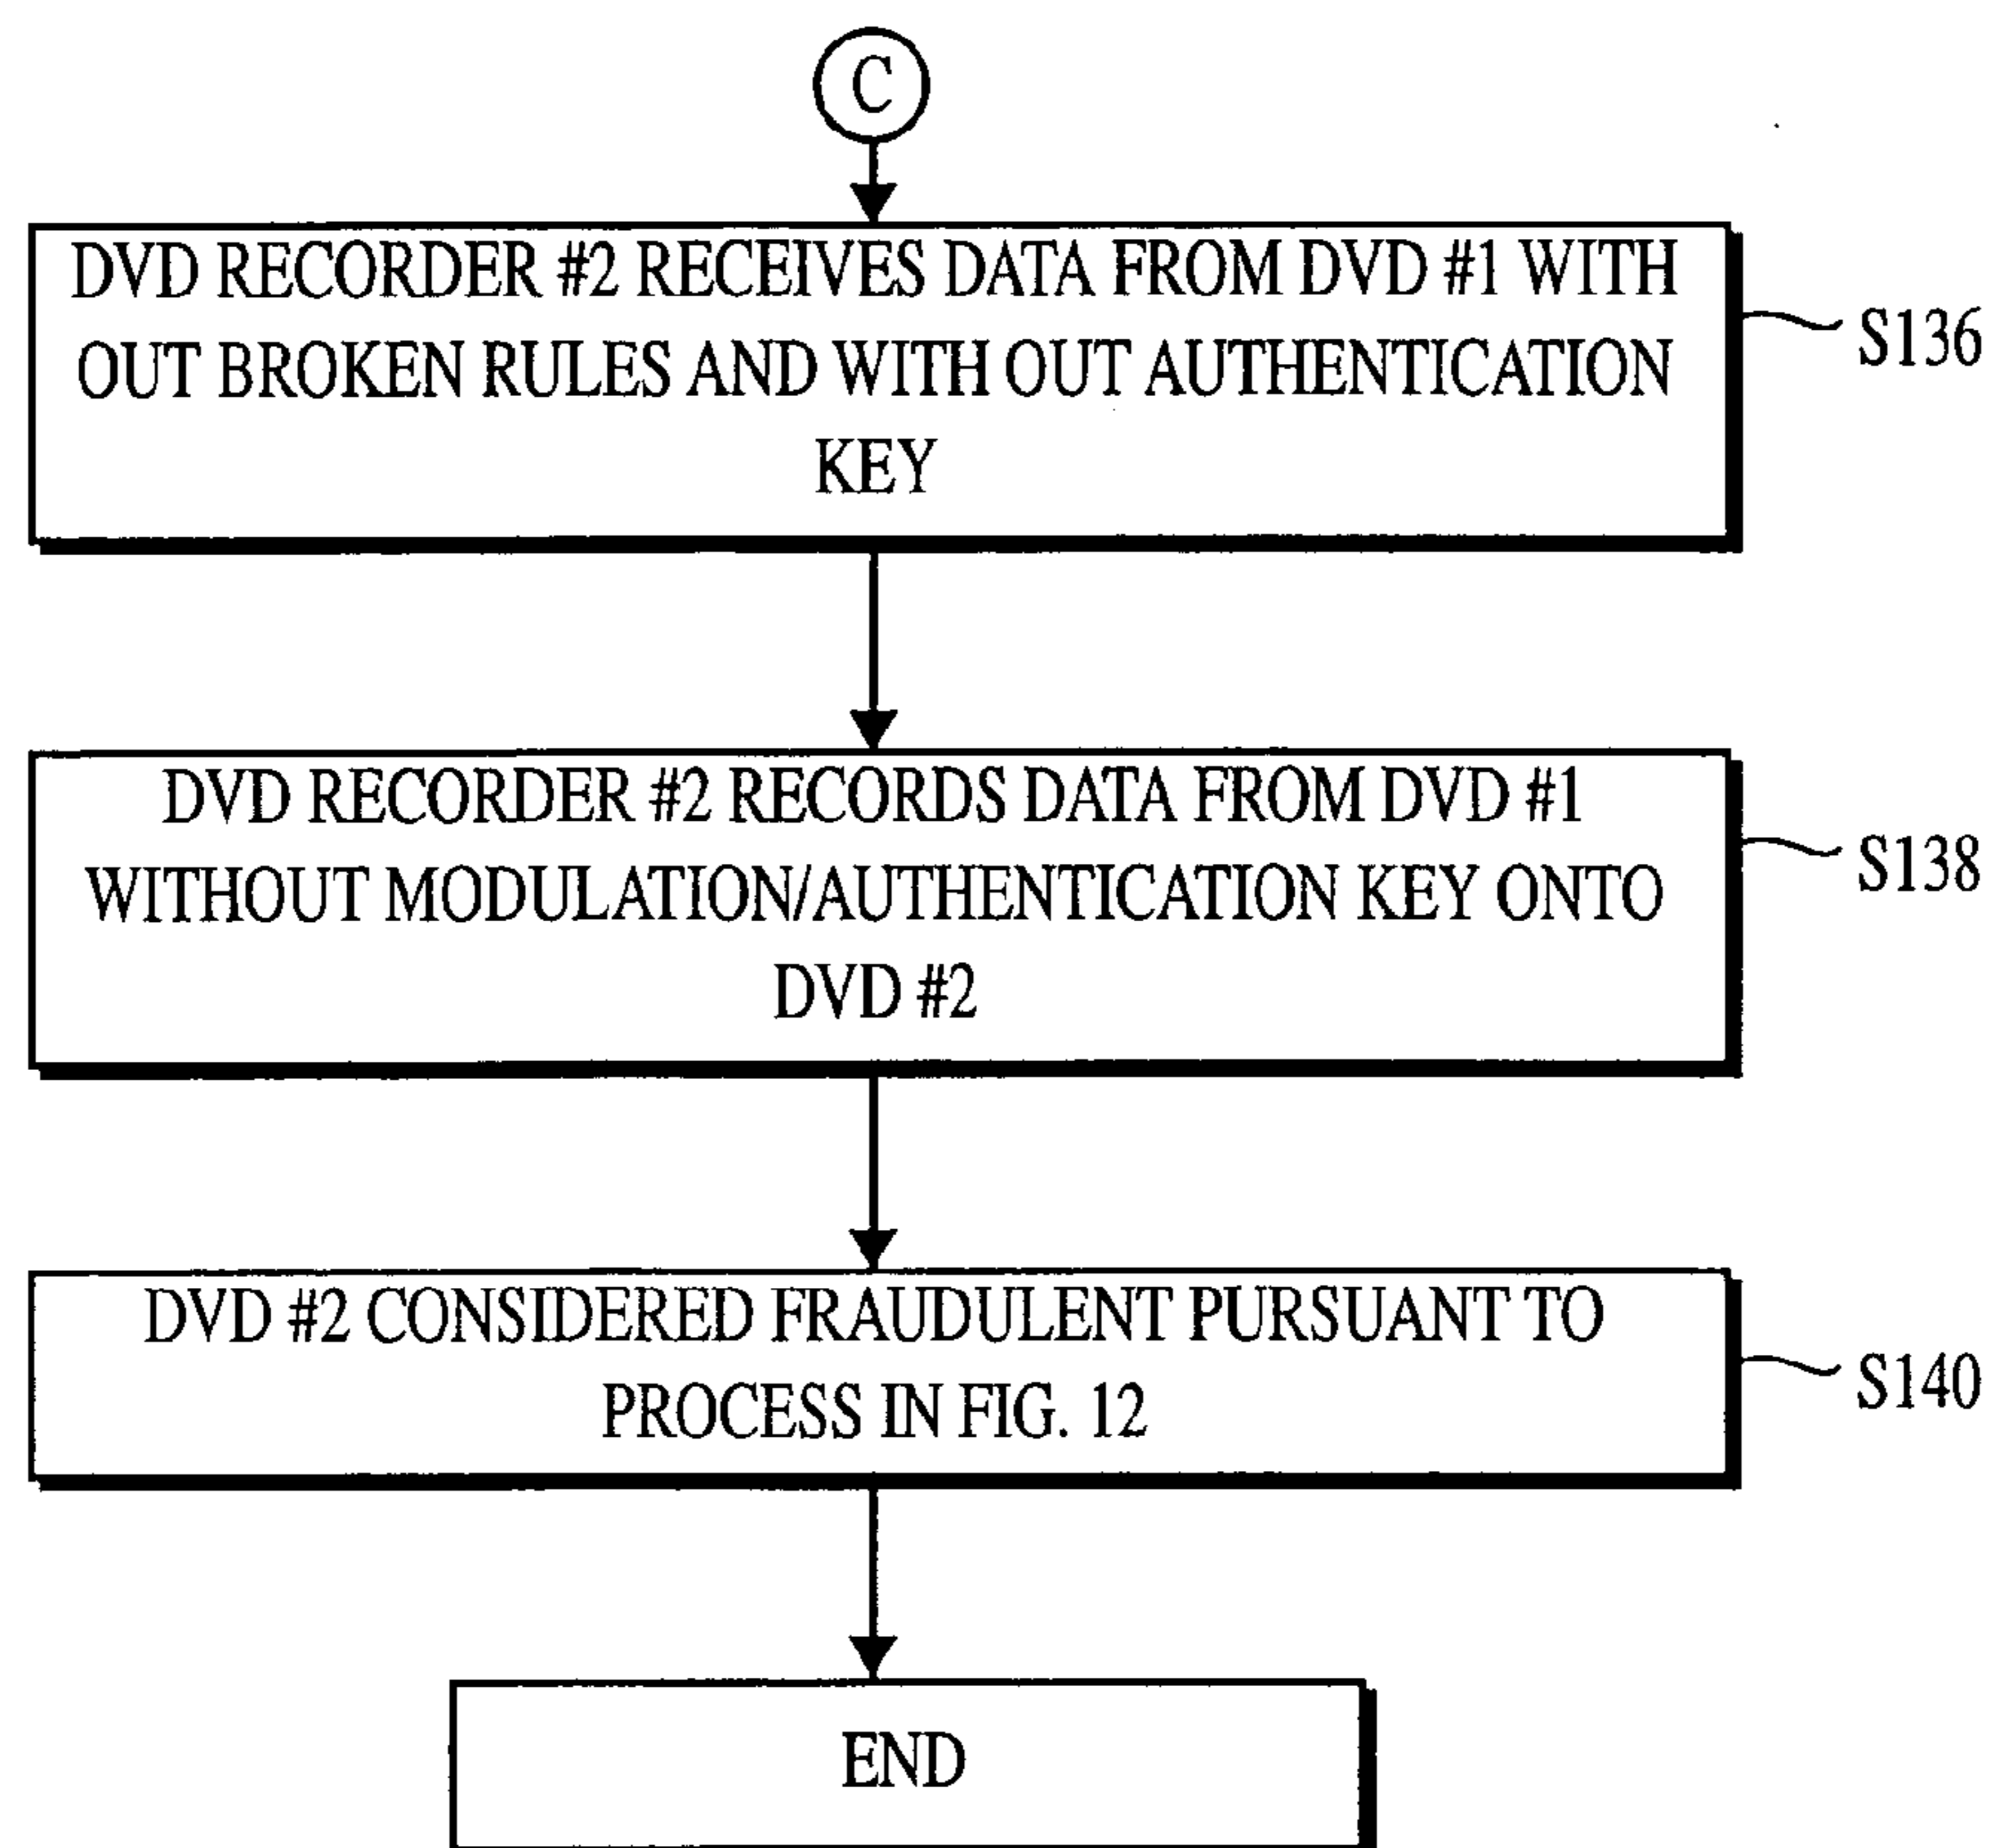 C
DVD RECORDER #2 RECEIVES DATA FROM DVD #1 WITH
OUT BROKEN RULES AND WITH OUT AUTHENTICATION
KEY
S136
DVD RECORDER #2 RECORDS DATA FROM DVD #1
WITHOUT MODULATION/AUTHENTICATION KEY ONTO
DVD #2
S138
DVD #2 CONSIDERED FRAUDULENT PURSUANT TO
PROCESS IN FIG. 12
S140
END